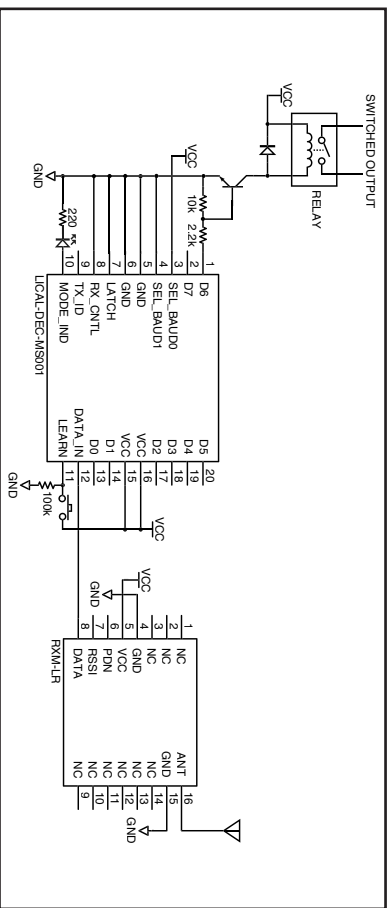 SWITCHED OUTPUT
RELAY
VCC
2.2k
10k
VCC
220
GND
1 D6
2 D7
3 SEL_BAUD0
4 SEL_BAUD1
5 GND
6 GND
7 LATCH
8 RX_CNTL
9 TX_ID
10 MODE_IND
D5 20
D4 19
D3 18
D2 17
VCC 16
VCC 15
D1 14
D0 13
DATA_IN 12
LEARN 11
LICAL-DEC-MS001
VCC
100k
GND
VCC
GND
1 NC
2 NC
3 NC
4 GND
5 VCC
6 PDN
7 RSSI
8 DATA
ANT 16
GND 15
NC 14
NC 13
NC 12
NC 11
NC 10
NC 9
RXM-LR
GND